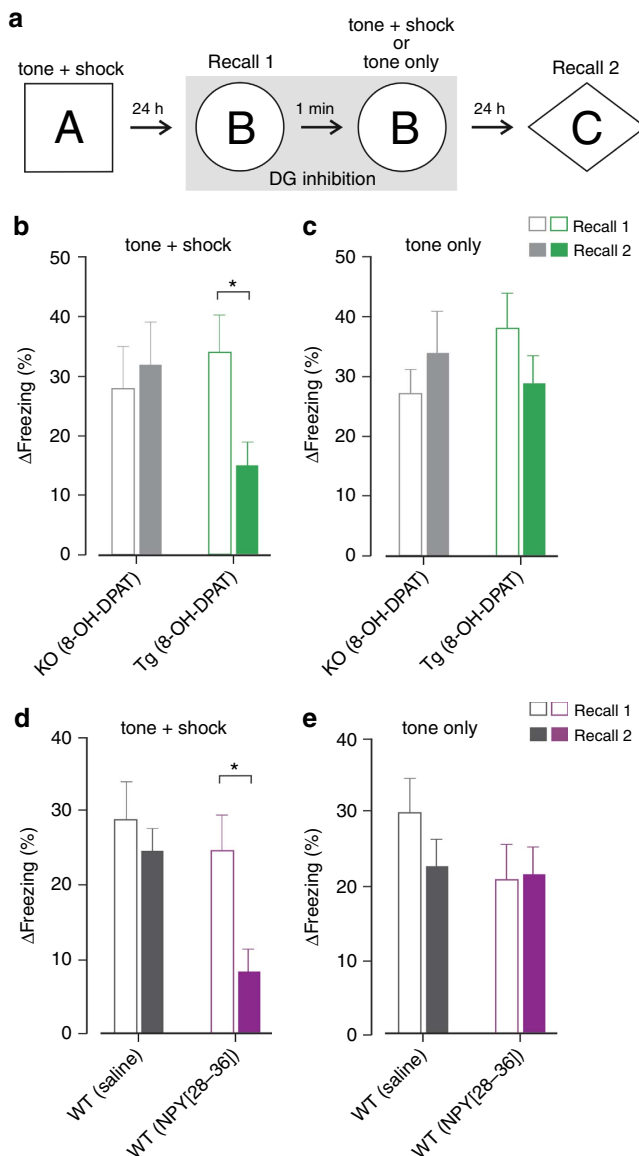 a
tone + shock
A
24 h
Recall 1
B
1 min
tone + shock
or
tone only
B
DG inhibition
24 h
Recall 2
C
b
tone + shock
ΔFreezing (%)
50
40
30
20
10
0
*
KO (8-OH-DPAT)
Tg (8-OH-DPAT)
c
tone only
Recall 1
Recall 2
ΔFreezing (%)
50
40
30
20
10
0
KO (8-OH-DPAT)
Tg (8-OH-DPAT)
d
tone + shock
ΔFreezing (%)
40
30
20
10
0
*
WT (saline)
WT (NPY[28–36])
e
tone only
Recall 1
Recall 2
ΔFreezing (%)
40
30
20
10
0
WT (saline)
WT (NPY[28–36])